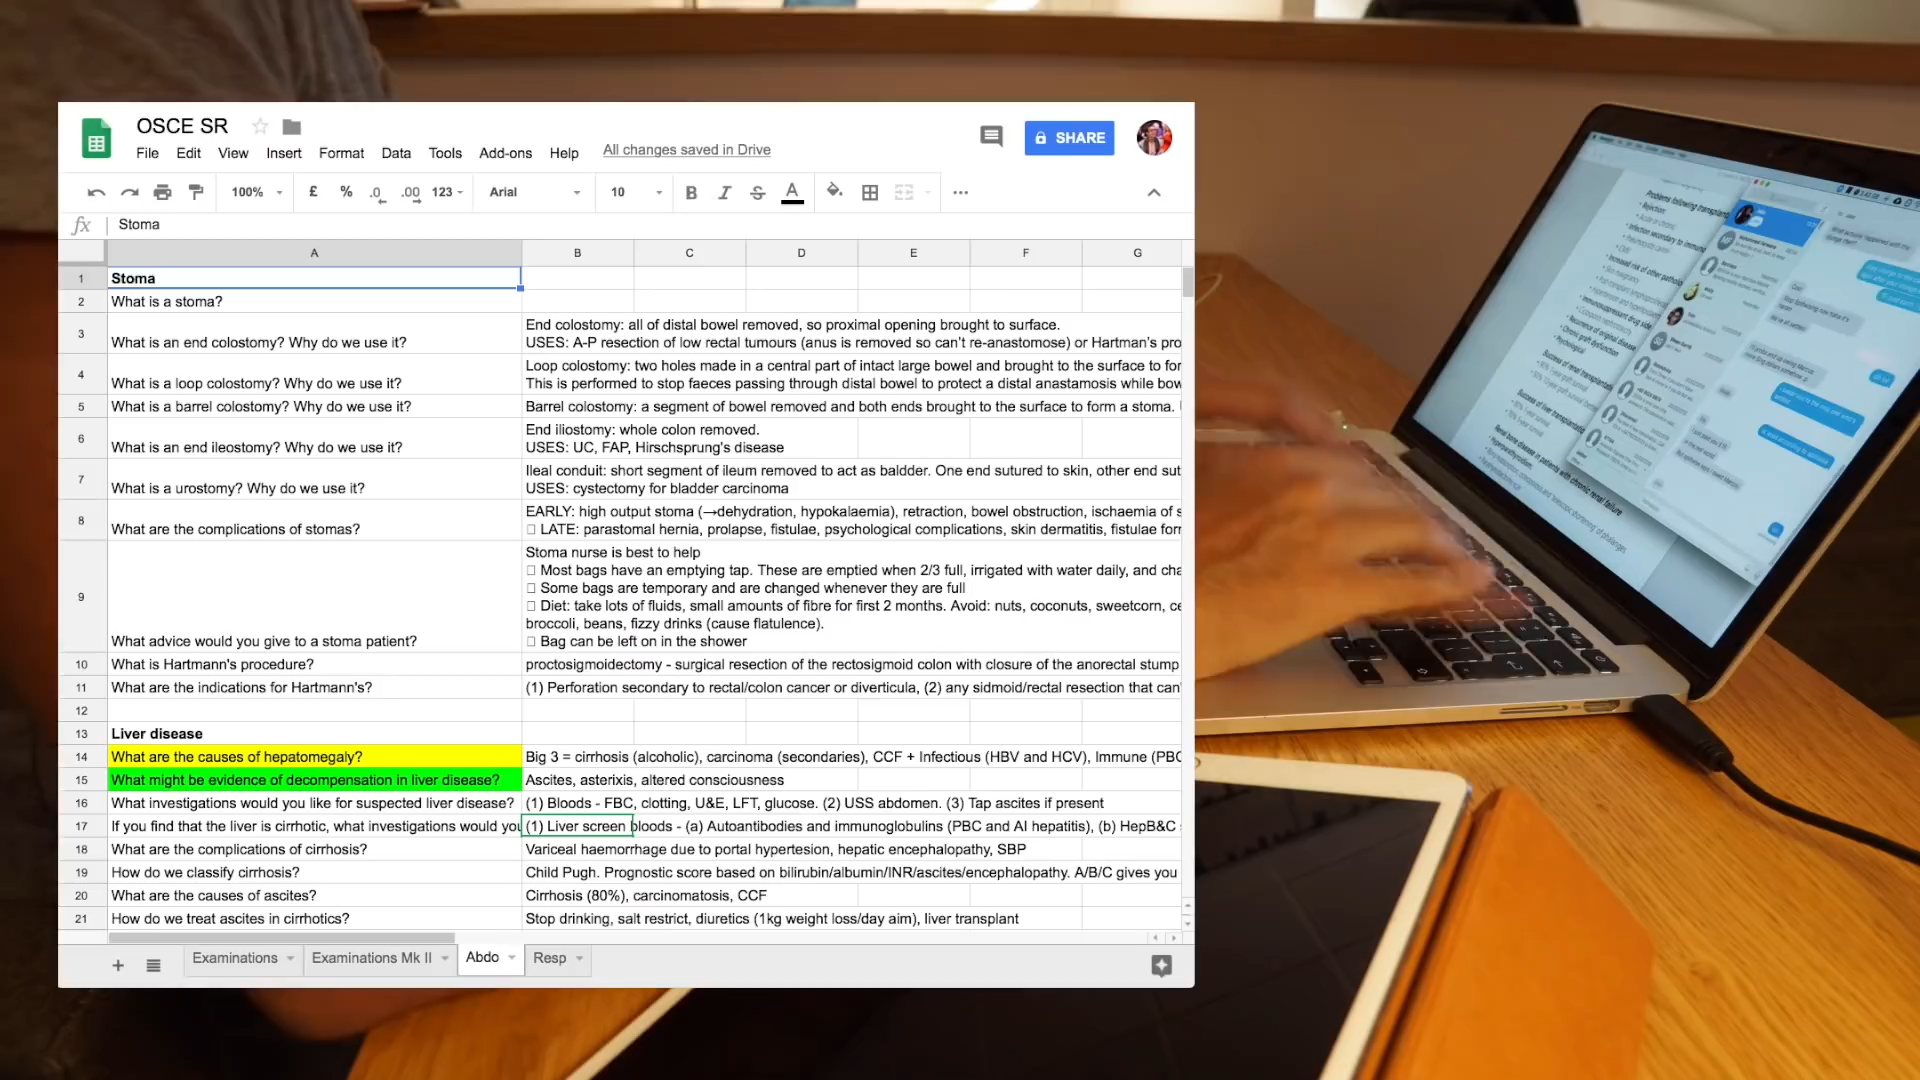 OSCE SR
File Edit View Insert Format Data Tools Add-ons Help All changes saved in Drive
SHARE
100% £ % .0 .00 123 Arial 10 B I S A
fx Stoma
A B C D E F G
1 Stoma
2 What is a stoma?
End colostomy: all of distal bowel removed, so proximal opening brought to surface.
3 What is an end colostomy? Why do we use it? USES: A-P resection of low rectal tumours (anus is removed so can't re-anastomose) or Hartman's pro
Loop colostomy: two holes made in a central part of intact large bowel and brought to the surface to for
4 What is a loop colostomy? Why do we use it? This is performed to stop faeces passing through distal bowel to protect a distal anastamosis while bow
5 What is a barrel colostomy? Why do we use it? Barrel colostomy: a segment of bowel removed and both ends brought to the surface to form a stoma.
End iliostomy: whole colon removed.
6 What is an end ileostomy? Why do we use it? USES: UC, FAP, Hirschsprung's disease
Ileal conduit: short segment of ileum removed to act as baldder. One end sutured to skin, other end sut
7 What is a urostomy? Why do we use it? USES: cystectomy for bladder carcinoma
EARLY: high output stoma (→dehydration, hypokalaemia), retraction, bowel obstruction, ischaemia of s
8 What are the complications of stomas? LATE: parastomal hernia, prolapse, fistulae, psychological complications, skin dermatitis, fistulae for
Stoma nurse is best to help
Most bags have an emptying tap. These are emptied when 2/3 full, irrigated with water daily, and cha
Some bags are temporary and are changed whenever they are full
9 Diet: take lots of fluids, small amounts of fibre for first 2 months. Avoid: nuts, coconuts, sweetcorn, ce
broccoli, beans, fizzy drinks (cause flatulence).
What advice would you give to a stoma patient? Bag can be left on in the shower
10 What is Hartmann's procedure? proctosigmoidectomy - surgical resection of the rectosigmoid colon with closure of the anorectal stump
11 What are the indications for Hartmann's? (1) Perforation secondary to rectal/colon cancer or diverticula, (2) any sidmoid/rectal resection that can'
12
13 Liver disease
14 What are the causes of hepatomegaly? Big 3 = cirrhosis (alcoholic), carcinoma (secondaries), CCF + Infectious (HBV and HCV), Immune (PBC
15 What might be evidence of decompensation in liver disease? Ascites, asterixis, altered consciousness
16 What investigations would you like for suspected liver disease? (1) Bloods - FBC, clotting, U&E, LFT, glucose. (2) USS abdomen. (3) Tap ascites if present
17 If you find that the liver is cirrhotic, what investigations would you (1) Liver screen bloods - (a) Autoantibodies and immunoglobulins (PBC and AI hepatitis), (b) HepB&C
18 What are the complications of cirrhosis? Variceal haemorrhage due to portal hypertesion, hepatic encephalopathy, SBP
19 How do we classify cirrhosis? Child Pugh. Prognostic score based on bilirubin/albumin/INR/ascites/encephalopathy. A/B/C gives you
20 What are the causes of ascites? Cirrhosis (80%), carcinomatosis, CCF
21 How do we treat ascites in cirrhotics? Stop drinking, salt restrict, diuretics (1kg weight loss/day aim), liver transplant
Examinations Examinations Mk II Abdo Resp
Problems following transplant
Rejection: